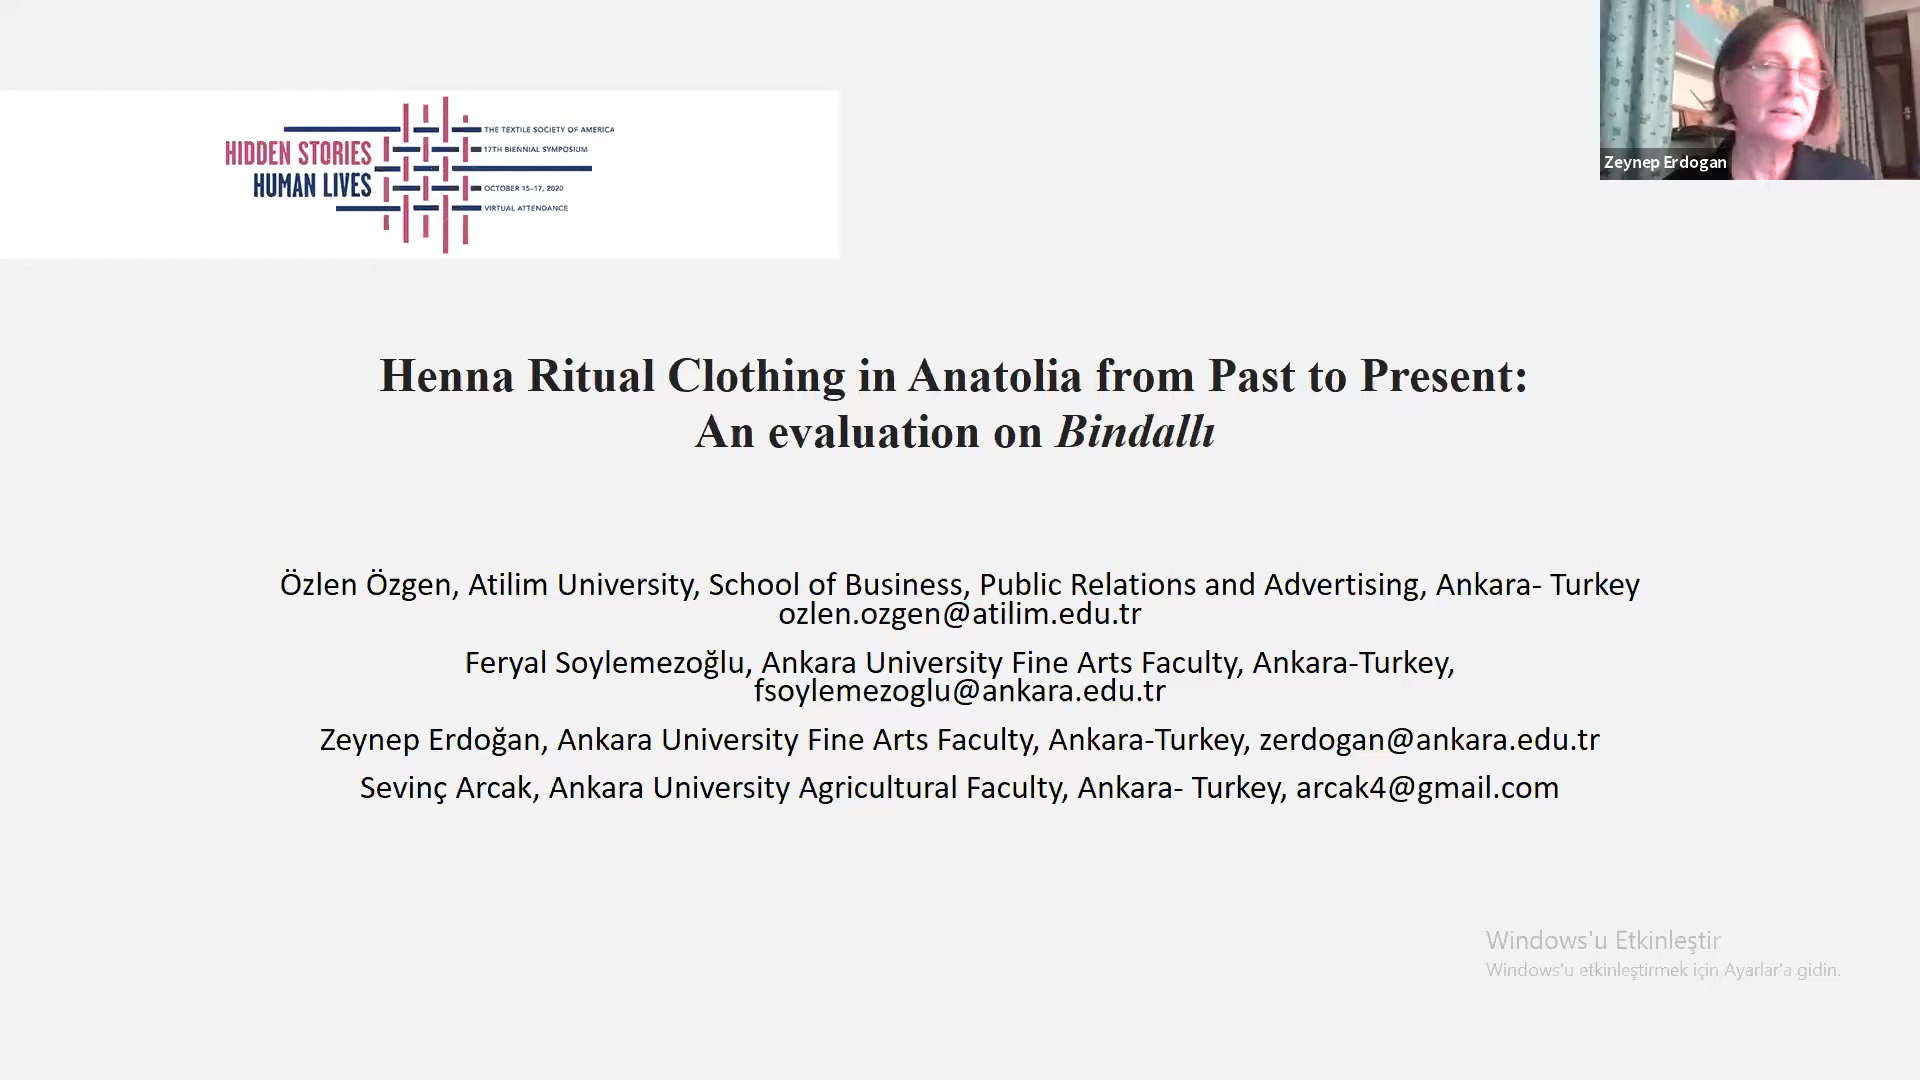 HIDDEN STORIES
HUMAN LIVES
THE TEXTILE SOCIETY OF AMERICA
17TH BIENNIAL SYMPOSIUM
OCTOBER 15–17, 2020
VIRTUAL ATTENDANCE
Zeynep Erdogan
Henna Ritual Clothing in Anatolia from Past to Present:
An evaluation on Bindallı
Özlen Özgen, Atilim University, School of Business, Public Relations and Advertising, Ankara- Turkey
ozlen.ozgen@atilim.edu.tr
Feryal Soylemezoğlu, Ankara University Fine Arts Faculty, Ankara-Turkey,
fsoylemezoglu@ankara.edu.tr
Zeynep Erdoğan, Ankara University Fine Arts Faculty, Ankara-Turkey, zerdogan@ankara.edu.tr
Sevinç Arcak, Ankara University Agricultural Faculty, Ankara- Turkey, arcak4@gmail.com
Windows'u Etkinleştir
Windows'u etkinleştirmek için Ayarlar'a gidin.